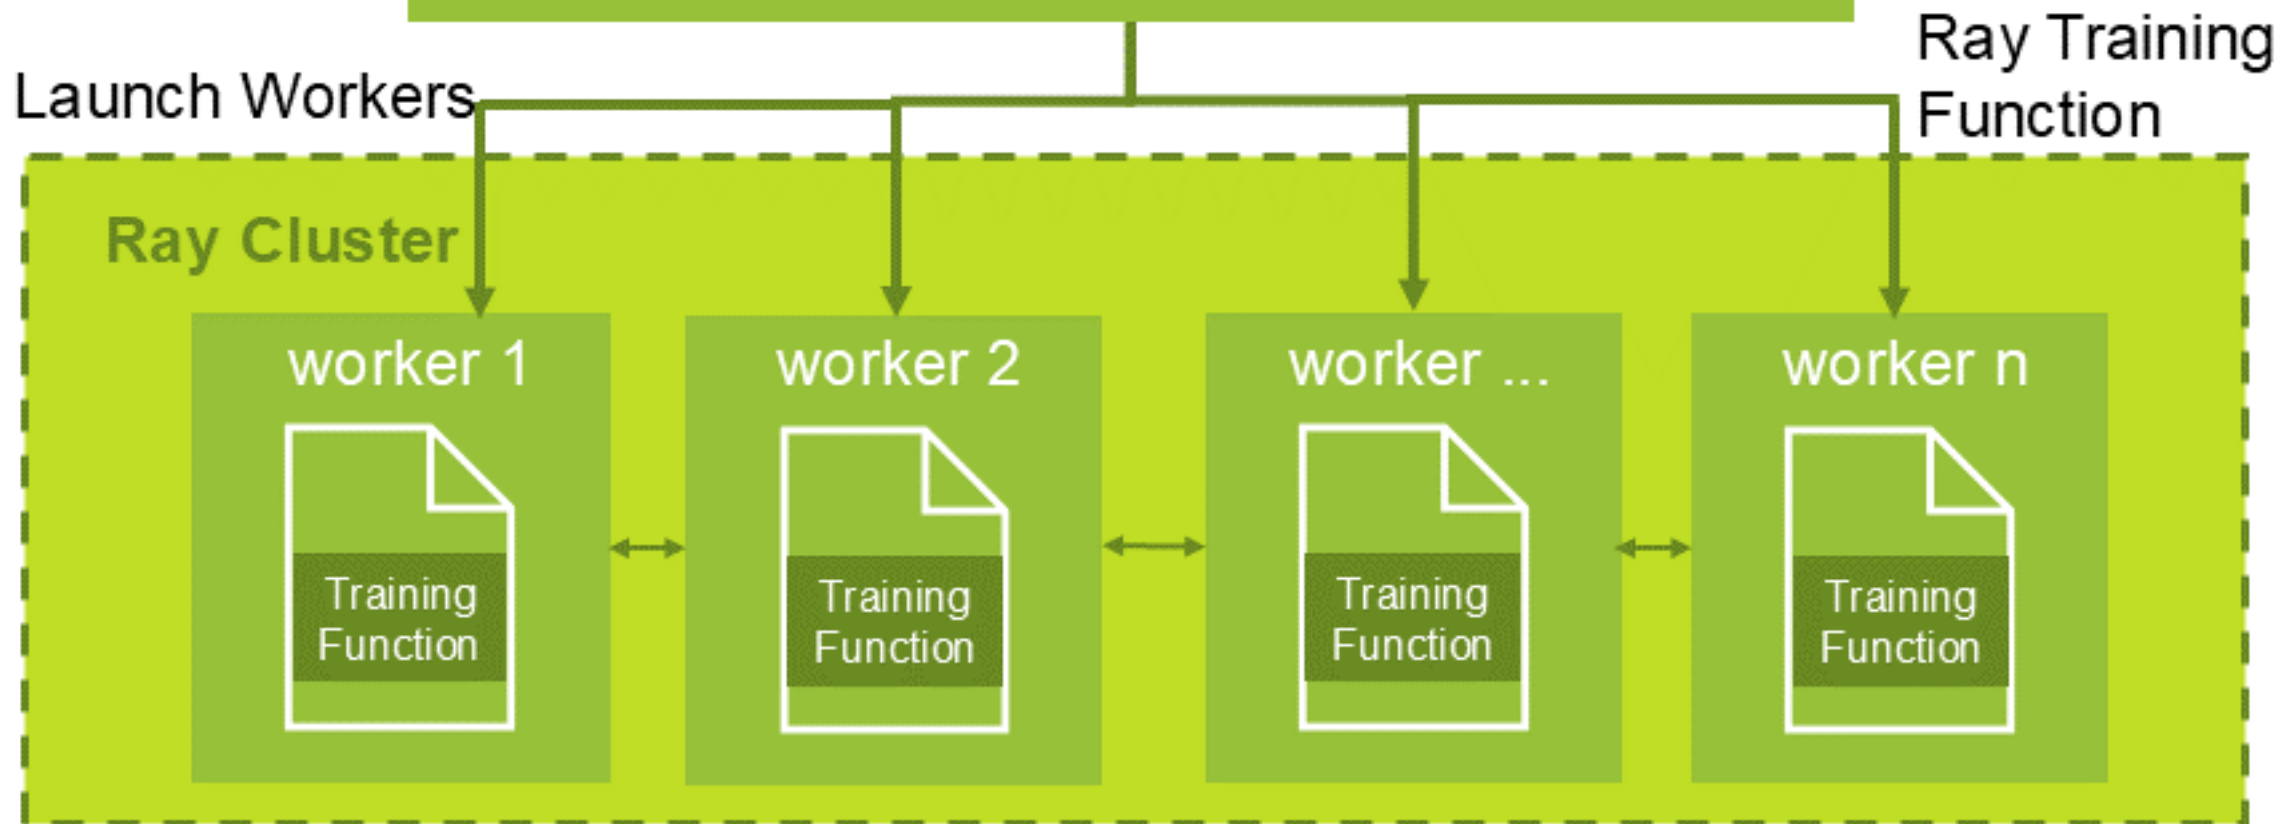 Ray Training
Function
Launch Workers
Ray Cluster
worker 1
worker 2
worker ...
worker n
Training
Function
Training
Function
Training
Function
Training
Function